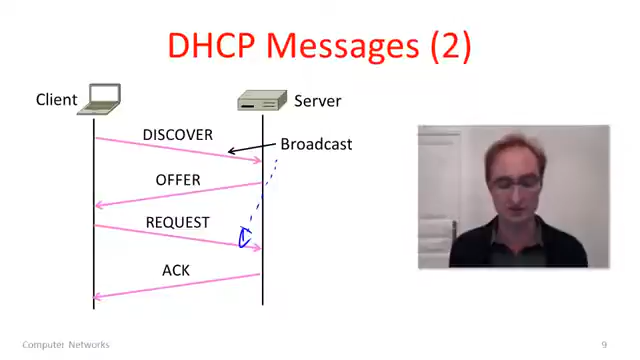 DHCP Messages (2)
Client
Server
DISCOVER
Broadcast
OFFER
REQUEST
ACK
Computer Networks
9